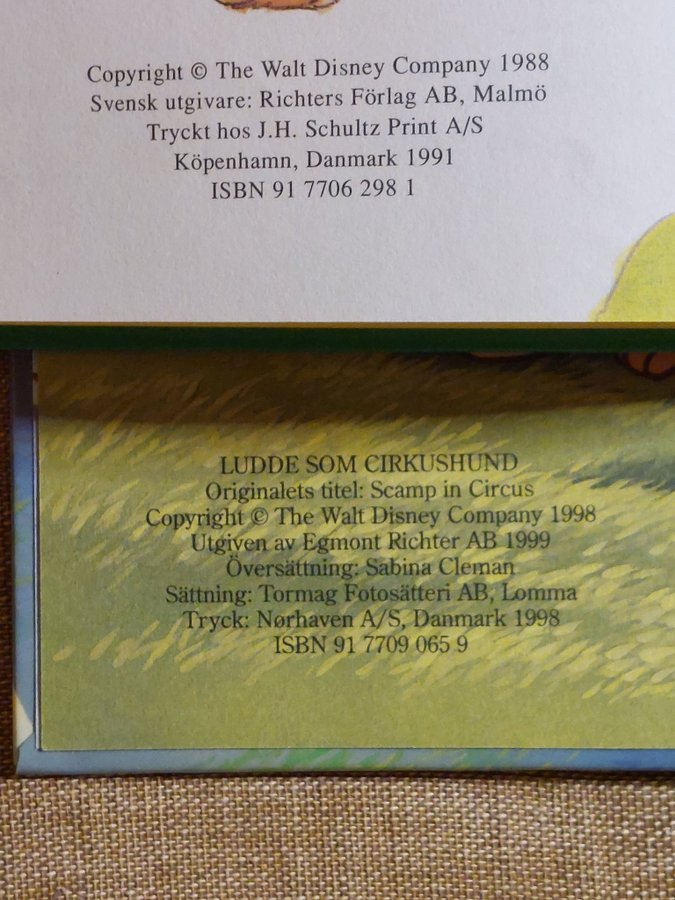 Copyright © The Walt Disney Company 1988
Svensk utgivare: Richters Förlag AB, Malmö
Tryckt hos J.H. Schultz Print A/S
Köpenhamn, Danmark 1991
ISBN 91 7706 298 1
LUDDE SOM CIRKUSHUND
Originalets titel: Scamp in Circus
Copyright © The Walt Disney Company 1998
Utgiven av Egmont Richter AB 1999
Översättning: Sabina Cleman
Sättning: Tormag Fotosätteri AB, Lomma
Tryck: Nørhaven A/S, Danmark 1998
ISBN 91 7709 065 9